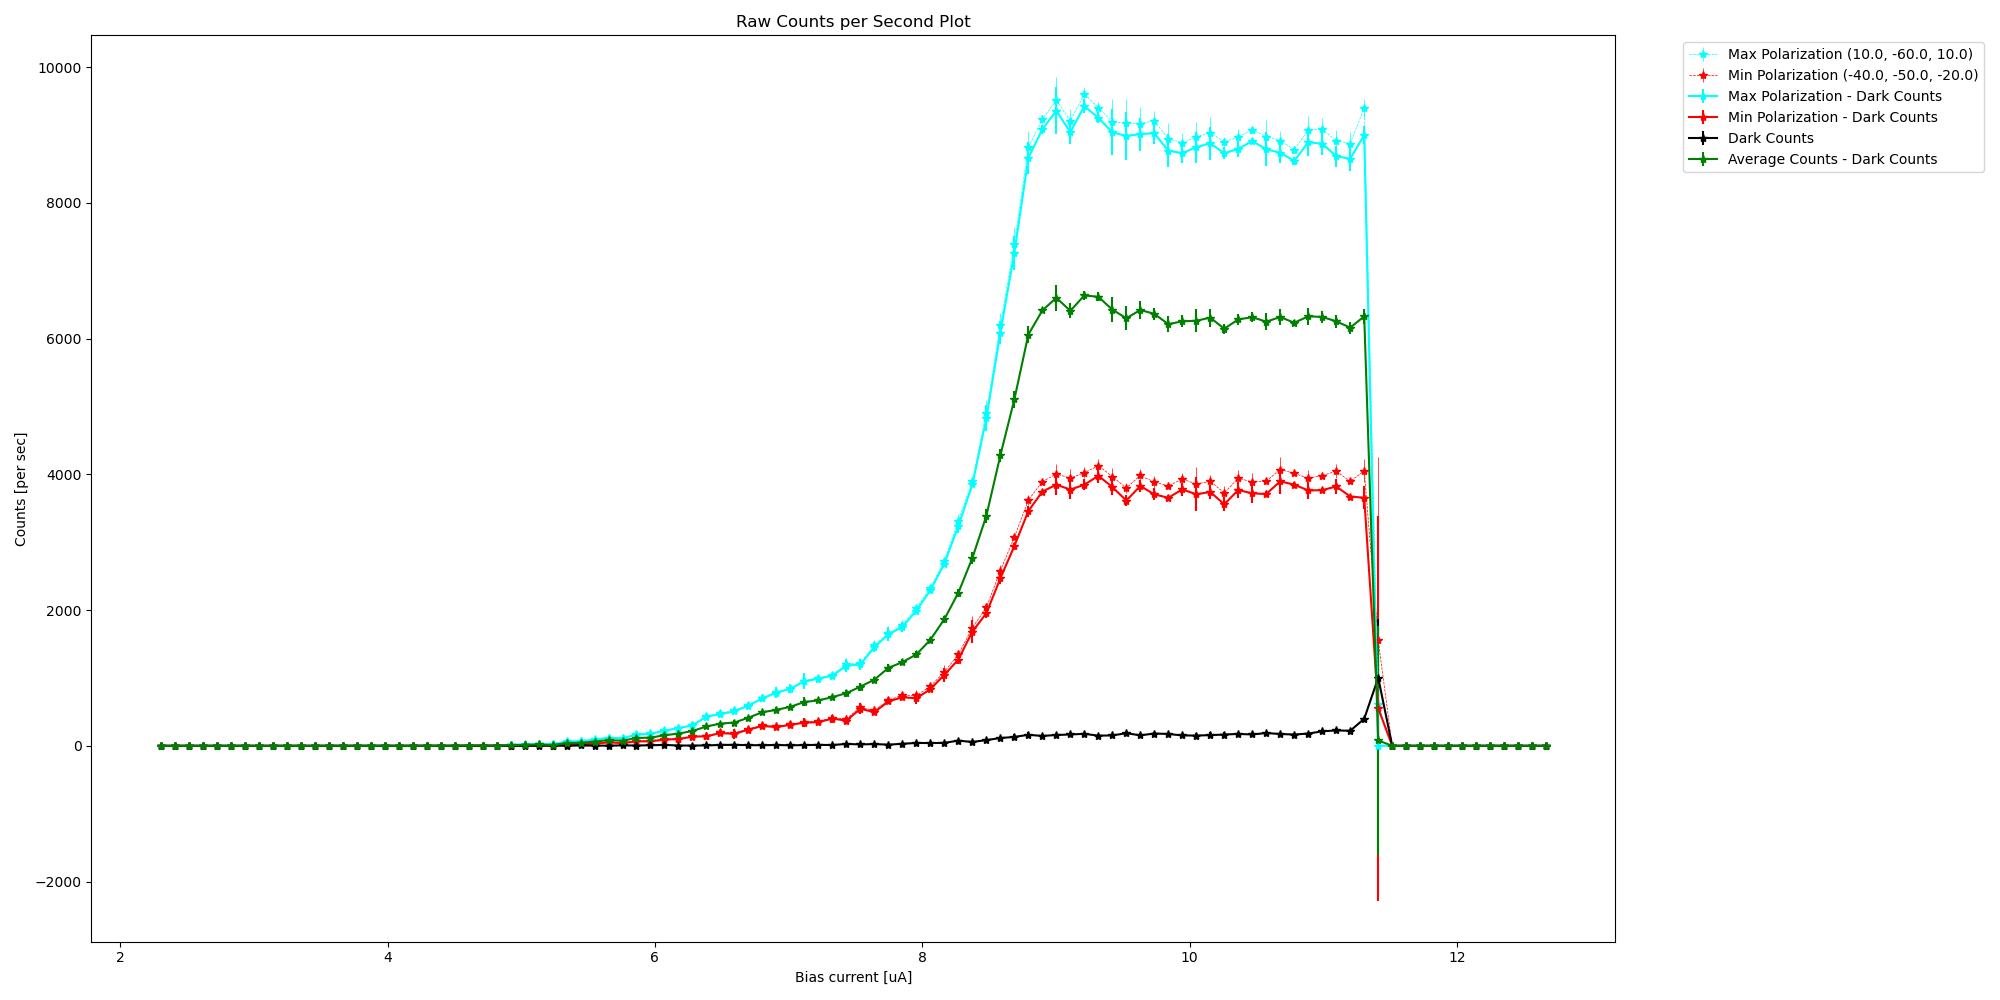 Raw Counts per Second Plot
Max Polarization (10.0, -60.0, 10.0)
Min Polarization (-40.0, -50.0, -20.0)
Max Polarization - Dark Counts
Min Polarization - Dark Counts
Dark Counts
Average Counts - Dark Counts
10000
8000
6000
4000
2000
0
−2000
Counts [per sec]
2 4 6 8 10 12
Bias current [uA]